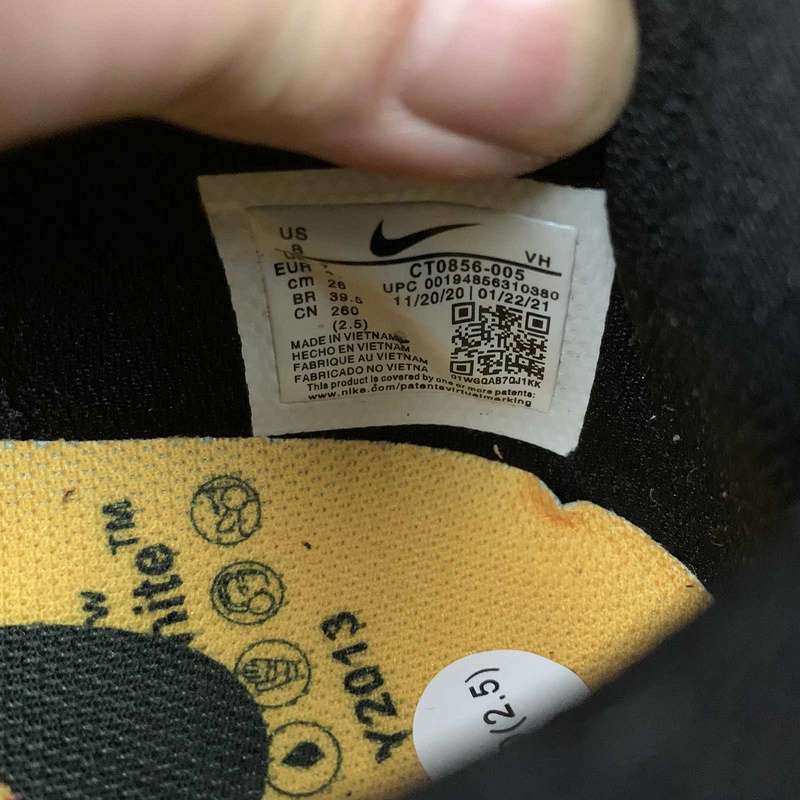 US 8
VH
EUR
CT0856-005
cm 26
UPC 00194856310380
BR 39.5
11/20/20 | 01/22/21
CN 260
(2.5)
MADE IN VIETNAM
HECHO EN VIETNAM
FABRIQUE AU VIETNAM
FABRICADO NO VIETNA
01WGQAB7QJ1KK
This product is covered by one or more patents:
www.nike.com/patentsvirtualmarking
w
hite™
Y2013
(2.5)